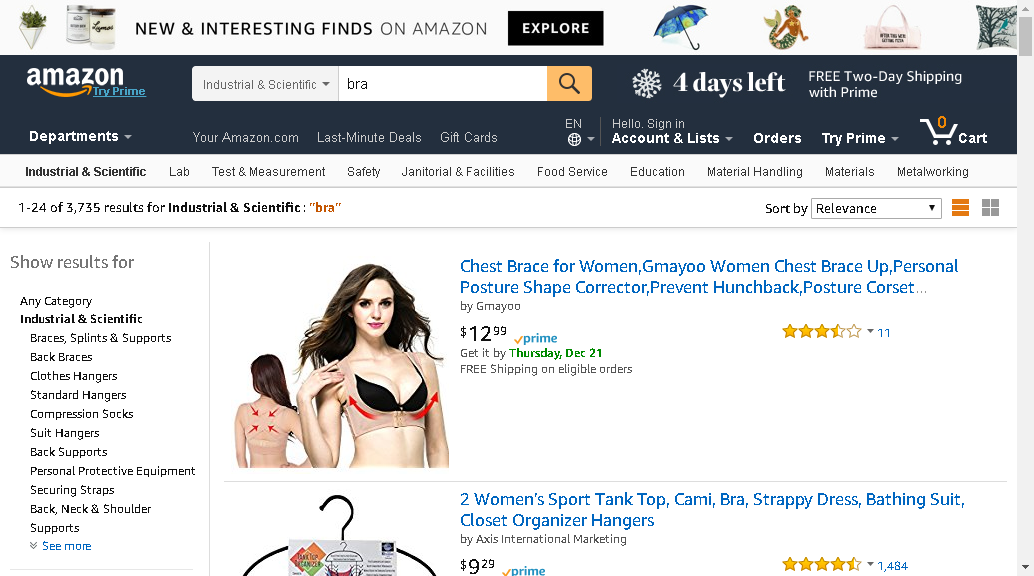 NEW & INTERESTING FINDS ON AMAZON EXPLORE
amazon
Try Prime
Industrial & Scientific
bra
4 days left
FREE Two-Day Shipping
with Prime
Departments
Your Amazon.com
Last-Minute Deals
Gift Cards
EN
Hello. Sign in
Account & Lists
Orders
Try Prime
0
Cart
Industrial & Scientific
Lab
Test & Measurement
Safety
Janitorial & Facilities
Food Service
Education
Material Handling
Materials
Metalworking
1-24 of 3,735 results for Industrial & Scientific : "bra"
Sort by Relevance
Show results for
Any Category
Industrial & Scientific
Braces, Splints & Supports
Back Braces
Clothes Hangers
Standard Hangers
Compression Socks
Suit Hangers
Back Supports
Personal Protective Equipment
Securing Straps
Back, Neck & Shoulder
Supports
See more
Chest Brace for Women,Gmayoo Women Chest Brace Up,Personal
Posture Shape Corrector,Prevent Hunchback,Posture Corset...
by Gmayoo
$12 99 prime
Get it by Thursday, Dec 21
FREE Shipping on eligible orders
11
2 Women's Sport Tank Top, Cami, Bra, Strappy Dress, Bathing Suit,
Closet Organizer Hangers
by Axis International Marketing
$9 29 prime
1,484